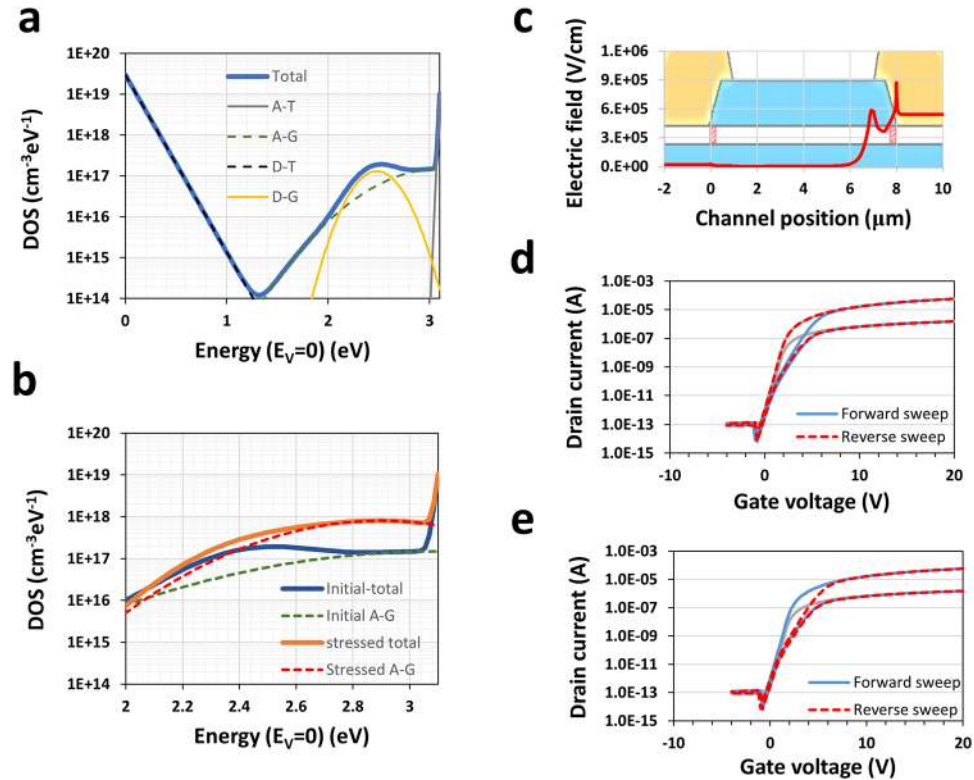 a
1E+20
1E+19
1E+18
1E+17
1E+16
1E+15
1E+14
DOS (cm-3eV-1)
Total
A-T
A-G
D-T
D-G
0
1
2
3
Energy (EV=0) (eV)
b
1E+20
1E+19
1E+18
1E+17
1E+16
1E+15
1E+14
DOS (cm-3eV-1)
Initial-total
Initial A-G
stressed total
Stressed A-G
2
2.2
2.4
2.6
2.8
3
Energy (EV=0) (eV)
c
1.E+06
9.E+05
6.E+05
3.E+05
0.E+00
Electric field (V/cm)
-2
0
2
4
6
8
10
Channel position (μm)
d
1.0E-03
1.0E-05
1.0E-07
1.0E-09
1.0E-11
1.0E-13
1.0E-15
Drain current (A)
Forward sweep
Reverse sweep
-10
0
10
20
Gate voltage (V)
e
1.0E-03
1.0E-05
1.0E-07
1.0E-09
1.0E-11
1.0E-13
1.0E-15
Drain current (A)
Forward sweep
Reverse sweep
-10
0
10
20
Gate voltage (V)